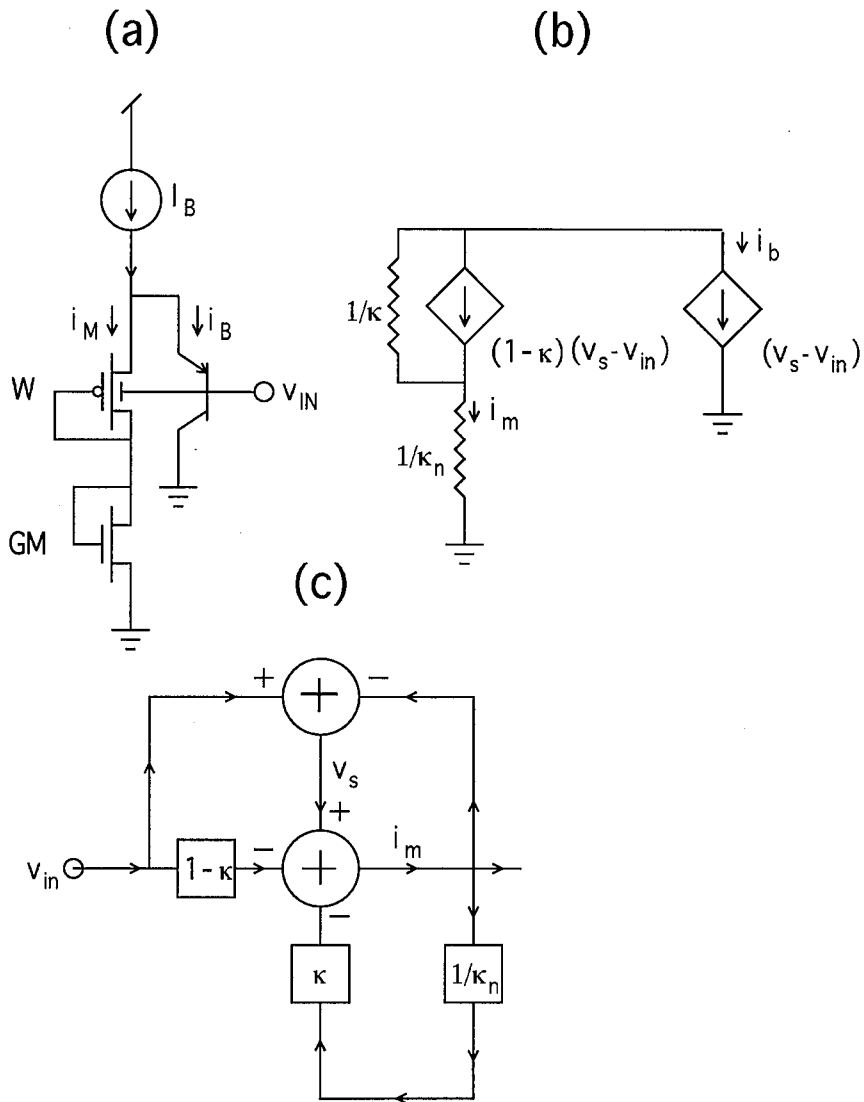 (a)
I_B
i_M
i_B
W
v_IN
GM
(b)
1/κ
(1-κ)(v_s-v_in)
i_b
(v_s-v_in)
i_m
1/κ_n
(c)
+
-
+
v_s
+
v_in
1-κ
-
+
i_m
-
κ
1/κ_n